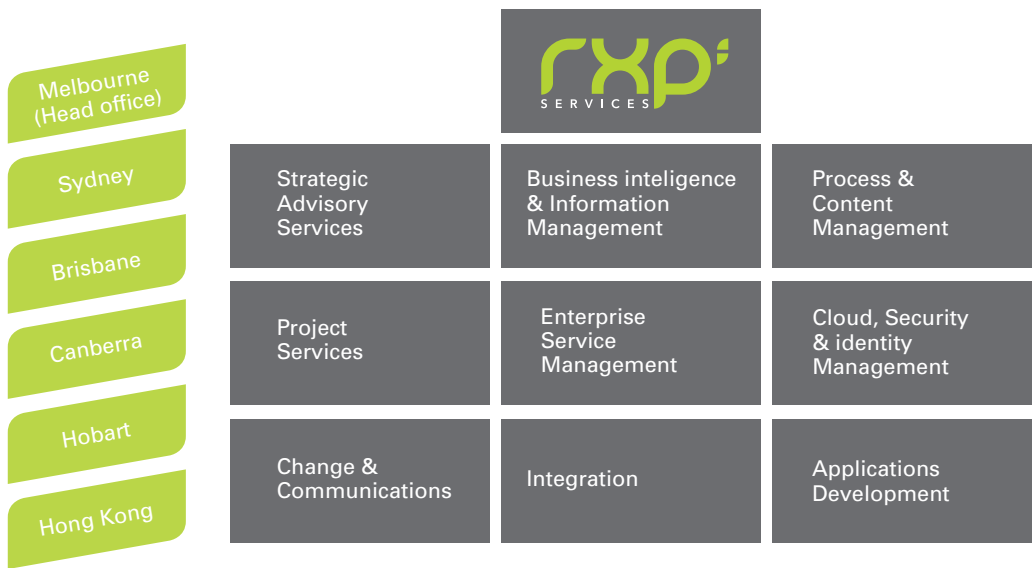 rxp
SERVICES
Melbourne
(Head office)
Sydney
Brisbane
Canberra
Hobart
Hong Kong
Strategic
Advisory
Services
Business inteligence
& Information
Management
Process &
Content
Management
Project
Services
Enterprise
Service
Management
Cloud, Security
& identity
Management
Change &
Communications
Integration
Applications
Development